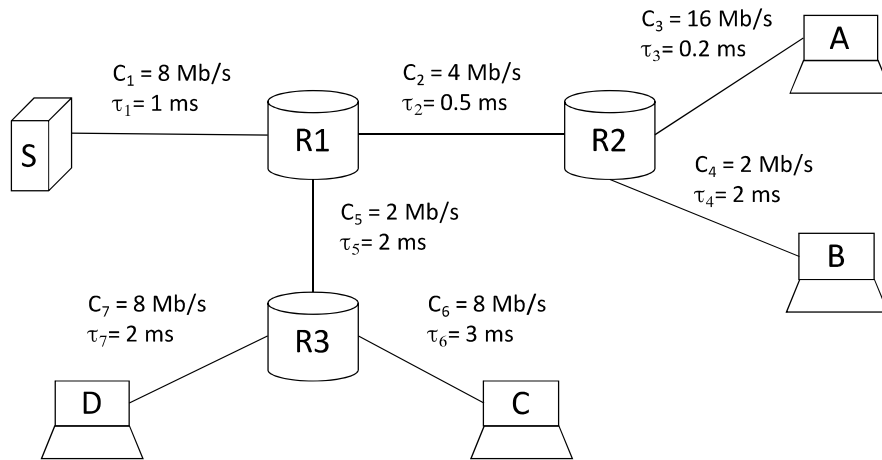 C₃ = 16 Mb/s
τ₃= 0.2 ms
A
C₁ = 8 Mb/s
τ₁= 1 ms
C₂ = 4 Mb/s
τ₂= 0.5 ms
S
R1
R2
C₄ = 2 Mb/s
τ₄= 2 ms
C₅ = 2 Mb/s
τ₅= 2 ms
B
C₇= 8 Mb/s
τ₇= 2 ms
C₆ = 8 Mb/s
τ₆= 3 ms
R3
D
C